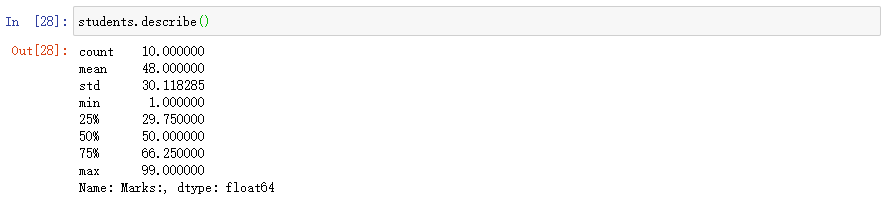 In [28]: students.describe()
Out[28]: count 10.000000
mean 48.000000
std 30.118285
min 1.000000
25% 29.750000
50% 50.000000
75% 66.250000
max 99.000000
Name: Marks:, dtype: float64